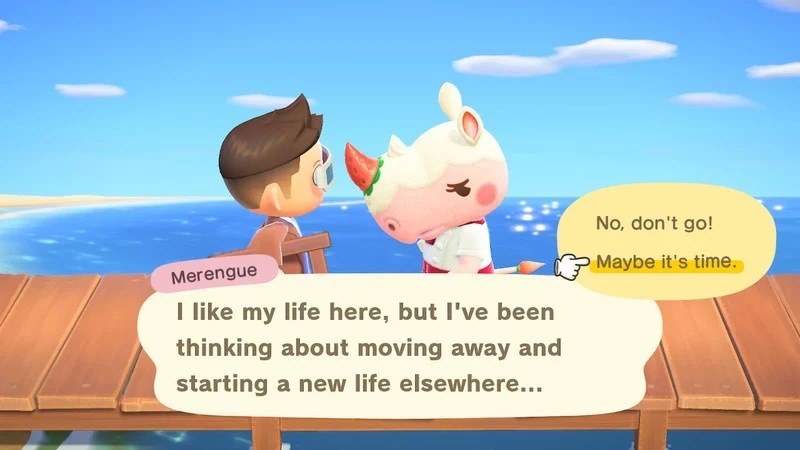 No, don't go!
Maybe it's time.
Merengue
I like my life here, but I've been
thinking about moving away and
starting a new life elsewhere...